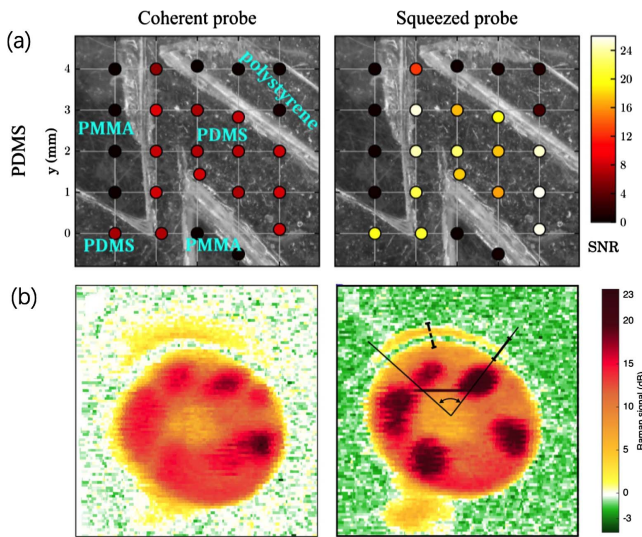 Coherent probe
Squeezed probe
(a)
PDMS
y (mm)
4
3
2
1
0
PMMA
PDMS
polystyrene
PDMS
PMMA
26
24
20
16
12
8
4
0
SNR
(b)
23
20
15
10
5
0
-3
Raman signal (dB)